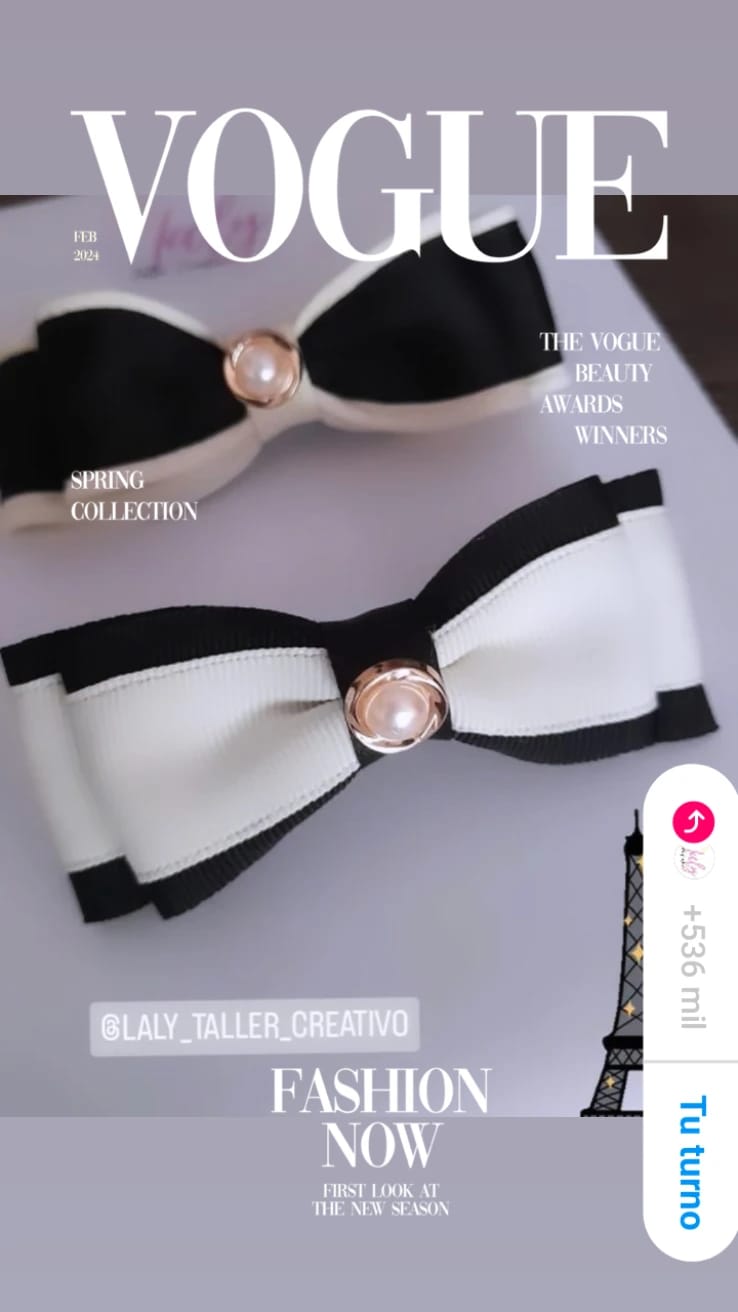 VOGUE
FEB
2024
THE VOGUE
BEAUTY
AWARDS
WINNERS
SPRING
COLLECTION
@LALY_TALLER_CREATIVO
FASHION
NOW
FIRST LOOK AT
THE NEW SEASON
+536 mil
Tu turno